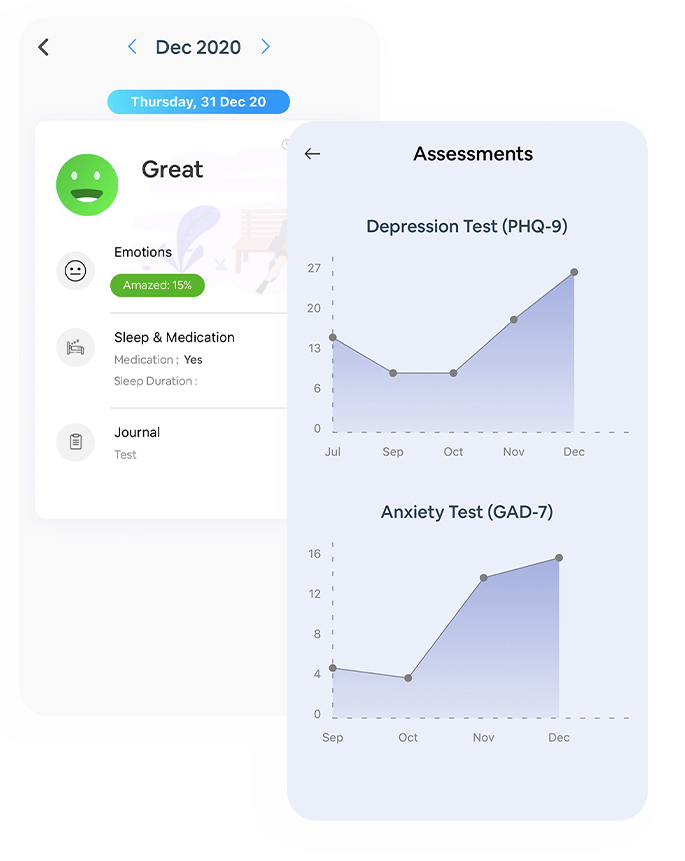 Dec 2020
Thursday, 31 Dec 20
Great
Emotions
Amazed: 15%
Sleep & Medication
Medication : Yes
Sleep Duration :
Journal
Test
Assessments
Depression Test (PHQ-9)
27
20
13
6
0
Jul Sep Oct Nov Dec
Anxiety Test (GAD-7)
16
12
8
4
0
Sep Oct Nov Dec